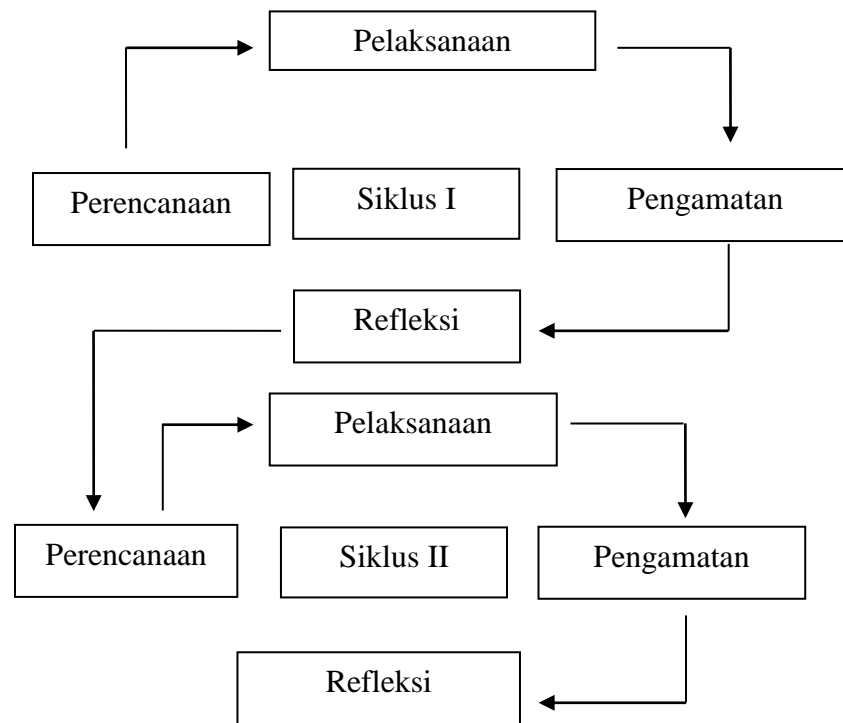 Pelaksanaan
Perencanaan
Siklus I
Pengamatan
Refleksi
Pelaksanaan
Perencanaan
Siklus II
Pengamatan
Refleksi